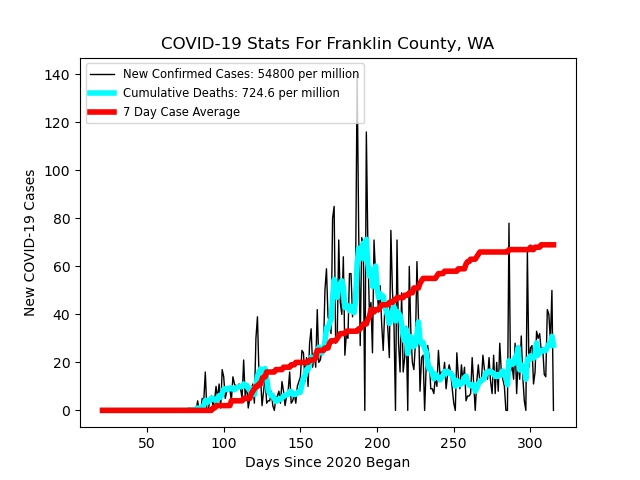 COVID-19 Stats For Franklin County, WA
New Confirmed Cases: 54800 per million
Cumulative Deaths: 724.6 per million
7 Day Case Average
New COVID-19 Cases
140
120
100
80
60
40
20
0
50 100 150 200 250 300
Days Since 2020 Began